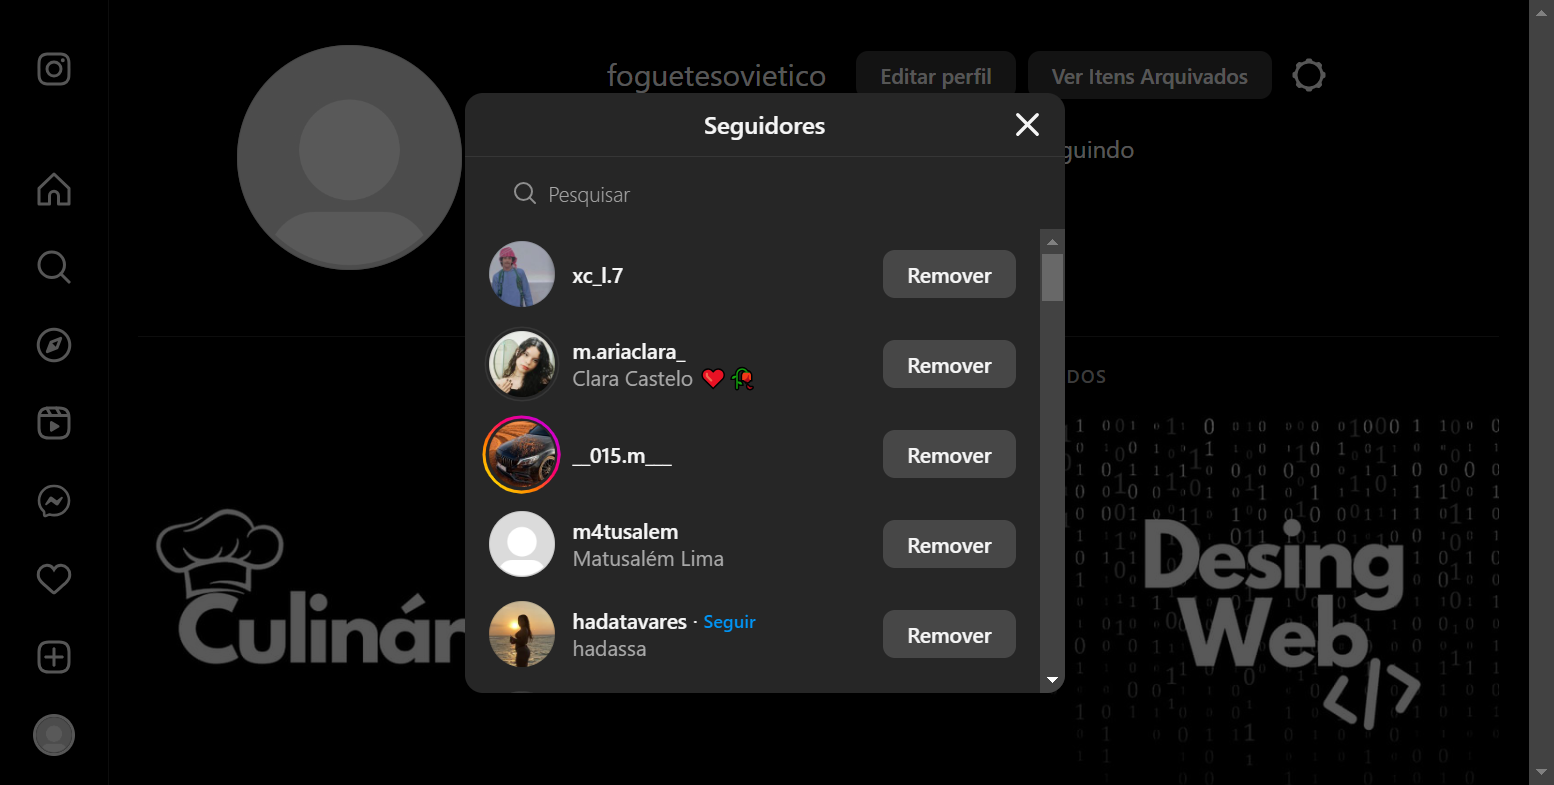 foguetesovietico
Editar perfil
Ver Itens Arquivados
guindo
Seguidores
Pesquisar
xc_l.7
Remover
m.ariaclara_
Clara Castelo ❤️🥀
Remover
__015.m___
Remover
m4tusalem
Matusalém Lima
Remover
hadatavares · Seguir
hadassa
Remover
DOS
Culinár
Desing
Web
</>